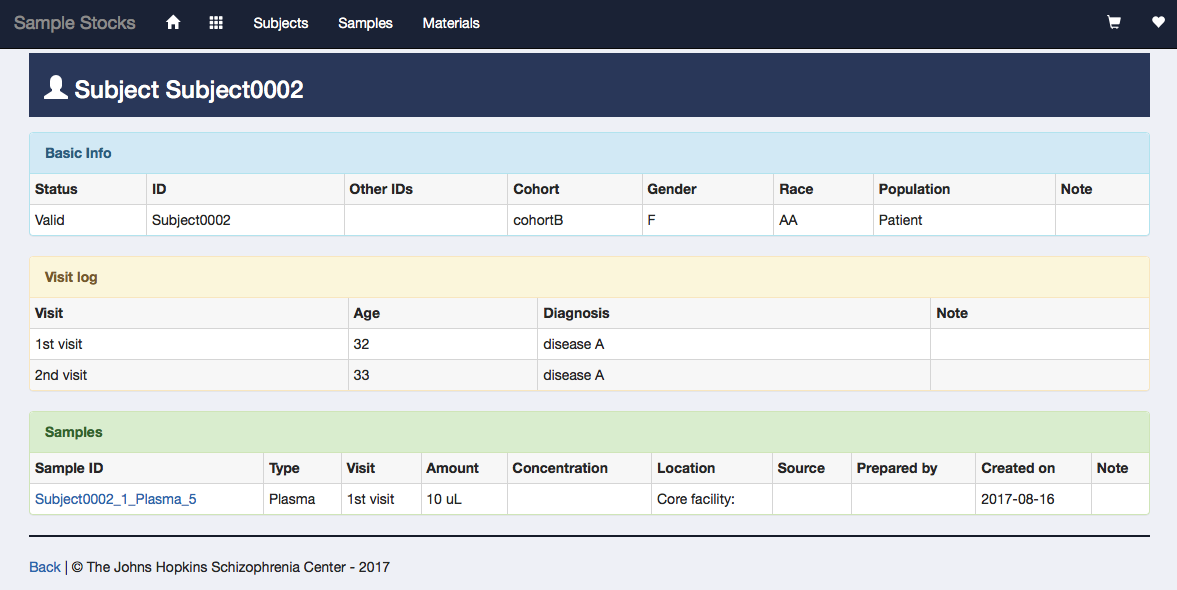 Sample Stocks Subjects Samples Materials
Subject Subject0002
Basic Info
Status ID Other IDs Cohort Gender Race Population Note
Valid Subject0002 cohortB F AA Patient
Visit log
Visit Age Diagnosis Note
1st visit 32 disease A
2nd visit 33 disease A
Samples
Sample ID Type Visit Amount Concentration Location Source Prepared by Created on Note
Subject0002_1_Plasma_5 Plasma 1st visit 10 uL Core facility: 2017-08-16
Back | © The Johns Hopkins Schizophrenia Center - 2017